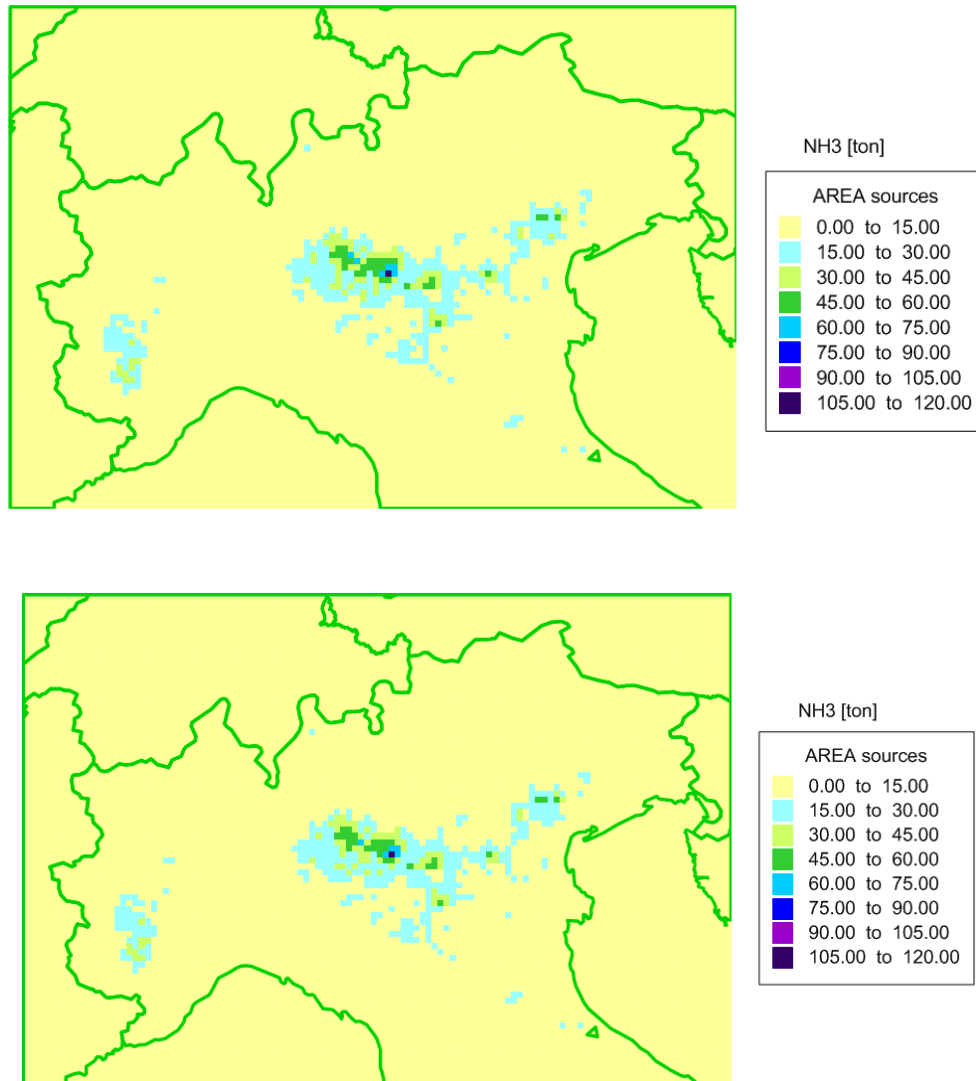 NH3 [ton]
AREA sources
0.00 to 15.00
15.00 to 30.00
30.00 to 45.00
45.00 to 60.00
60.00 to 75.00
75.00 to 90.00
90.00 to 105.00
105.00 to 120.00
NH3 [ton]
AREA sources
0.00 to 15.00
15.00 to 30.00
30.00 to 45.00
45.00 to 60.00
60.00 to 75.00
75.00 to 90.00
90.00 to 105.00
105.00 to 120.00